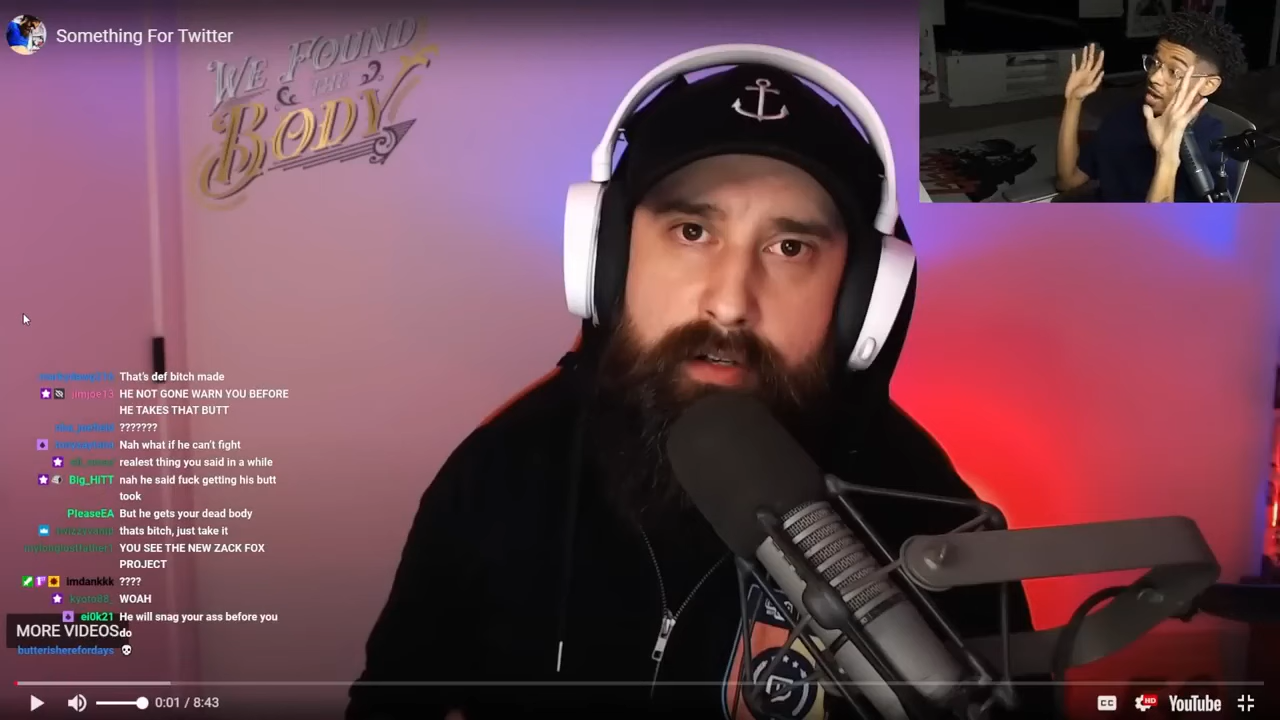 Something For Twitter
WE FOUND
THE
BODY
That's def bitch made
jimjoe13 HE NOT GONE WARN YOU BEFORE
HE TAKES THAT BUTT
???????
Nah what if he can't fight
realest thing you said in a while
Big_HITT nah he said fuck getting his butt
took
PleaseEA But he gets your dead body
thats bitch, just take it
YOU SEE THE NEW ZACK FOX
PROJECT
imdankkk ????
WOAH
ei0k21 He will snag your ass before you
do
MORE VIDEOS
butterisherefordays
0:01 / 8:43
CC
HD
YouTube